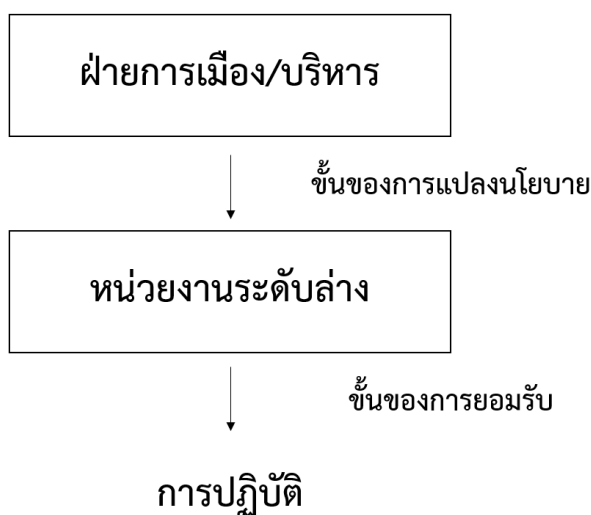 ฝ่ายการเมือง/บริหาร
ขั้นของการแปลงนโยบาย
หน่วยงานระดับล่าง
ขั้นของการยอมรับ
การปฏิบัติ